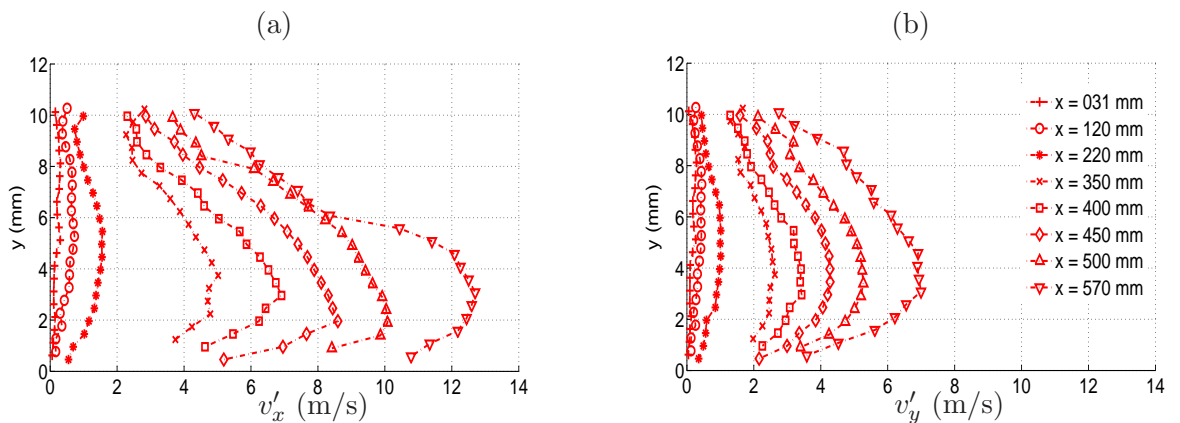 (a)
(b)
12
10
8
6
4
2
0
y (mm)
0 2 4 6 8 10 12 14
v′x (m/s)
12
10
8
6
4
2
0
y (mm)
0 2 4 6 8 10 12 14
v′y (m/s)
x = 031 mm
x = 120 mm
x = 220 mm
x = 350 mm
x = 400 mm
x = 450 mm
x = 500 mm
x = 570 mm